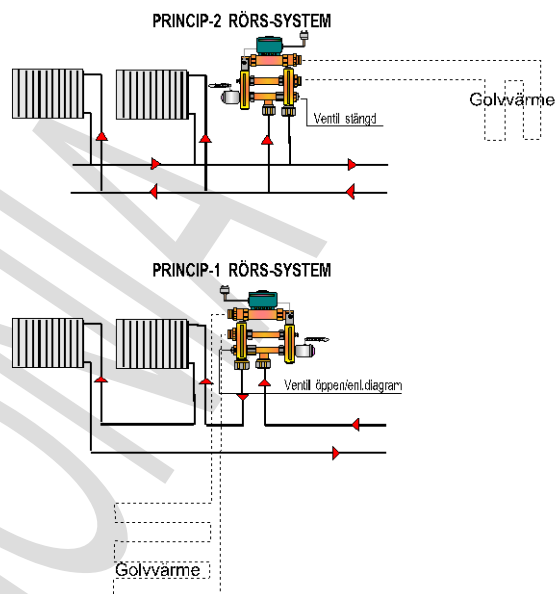 PRINCIP-2 RÖRS-SYSTEM
Golvvärme
Ventil stängd
PRINCIP-1 RÖRS-SYSTEM
Ventil öppen/enl.diagram
Golvvärme